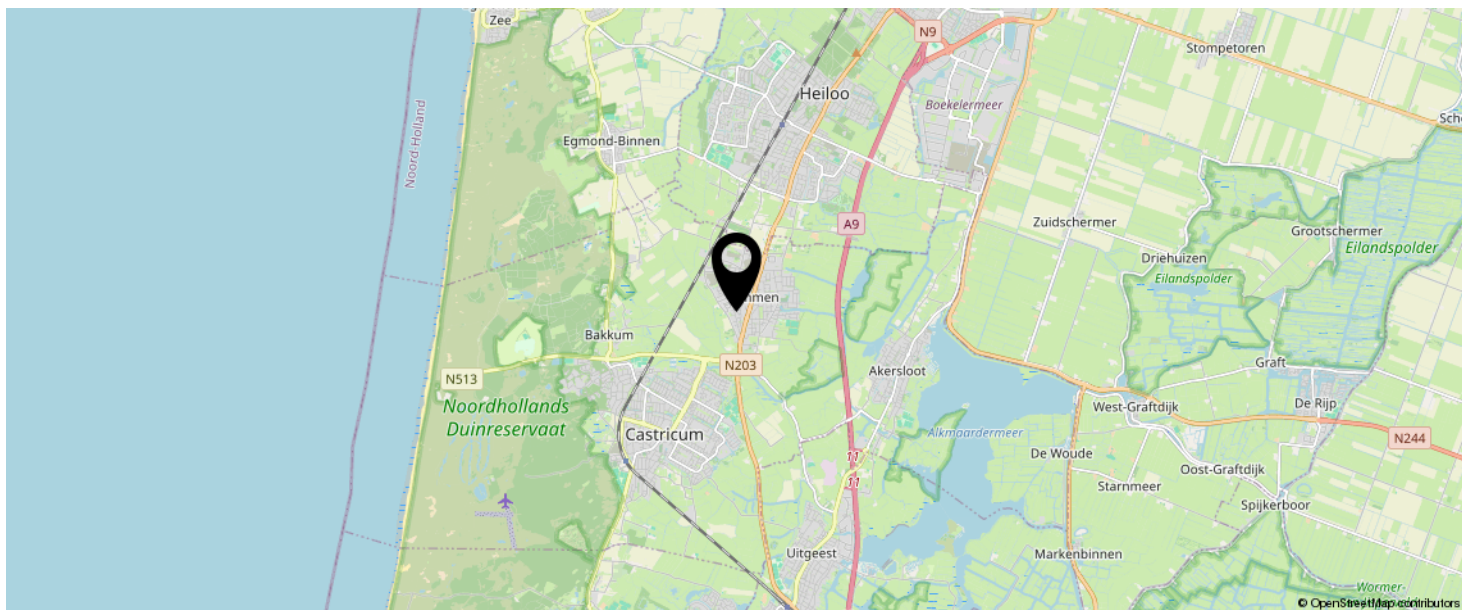 Zee
N9
Stompetoren
Heiloo
Boekelermeer
Egmond-Binnen
Noord-Holland
A9
Zuidschermer
Grootschermer
Eilandspolder
Driehuizen
Eilandspolder
Bakkum
N203
Graft
Akersloot
N513
De Rijp
West-Graftdijk
Noordhollands
Duinreservaat
Castricum
Alkmaardermeer
N244
De Woude
11
Oost-Graftdijk
11
Starnmeer
Spijkerboor
Uitgeest
Markenbinnen
Wormer-
© OpenStreetMap contributors